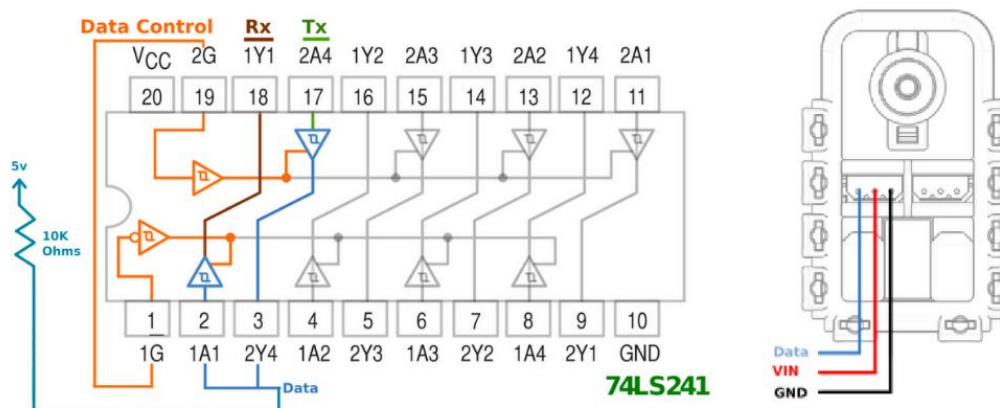 Data Control Rx Tx
VCC 2G 1Y1 2A4 1Y2 2A3 1Y3 2A2 1Y4 2A1
20 19 18 17 16 15 14 13 12 11
5v
10K
Ohms
1 2 3 4 5 6 7 8 9 10
1G 1A1 2Y4 1A2 2Y3 1A3 2Y2 1A4 2Y1 GND
Data
74LS241
Data
VIN
GND